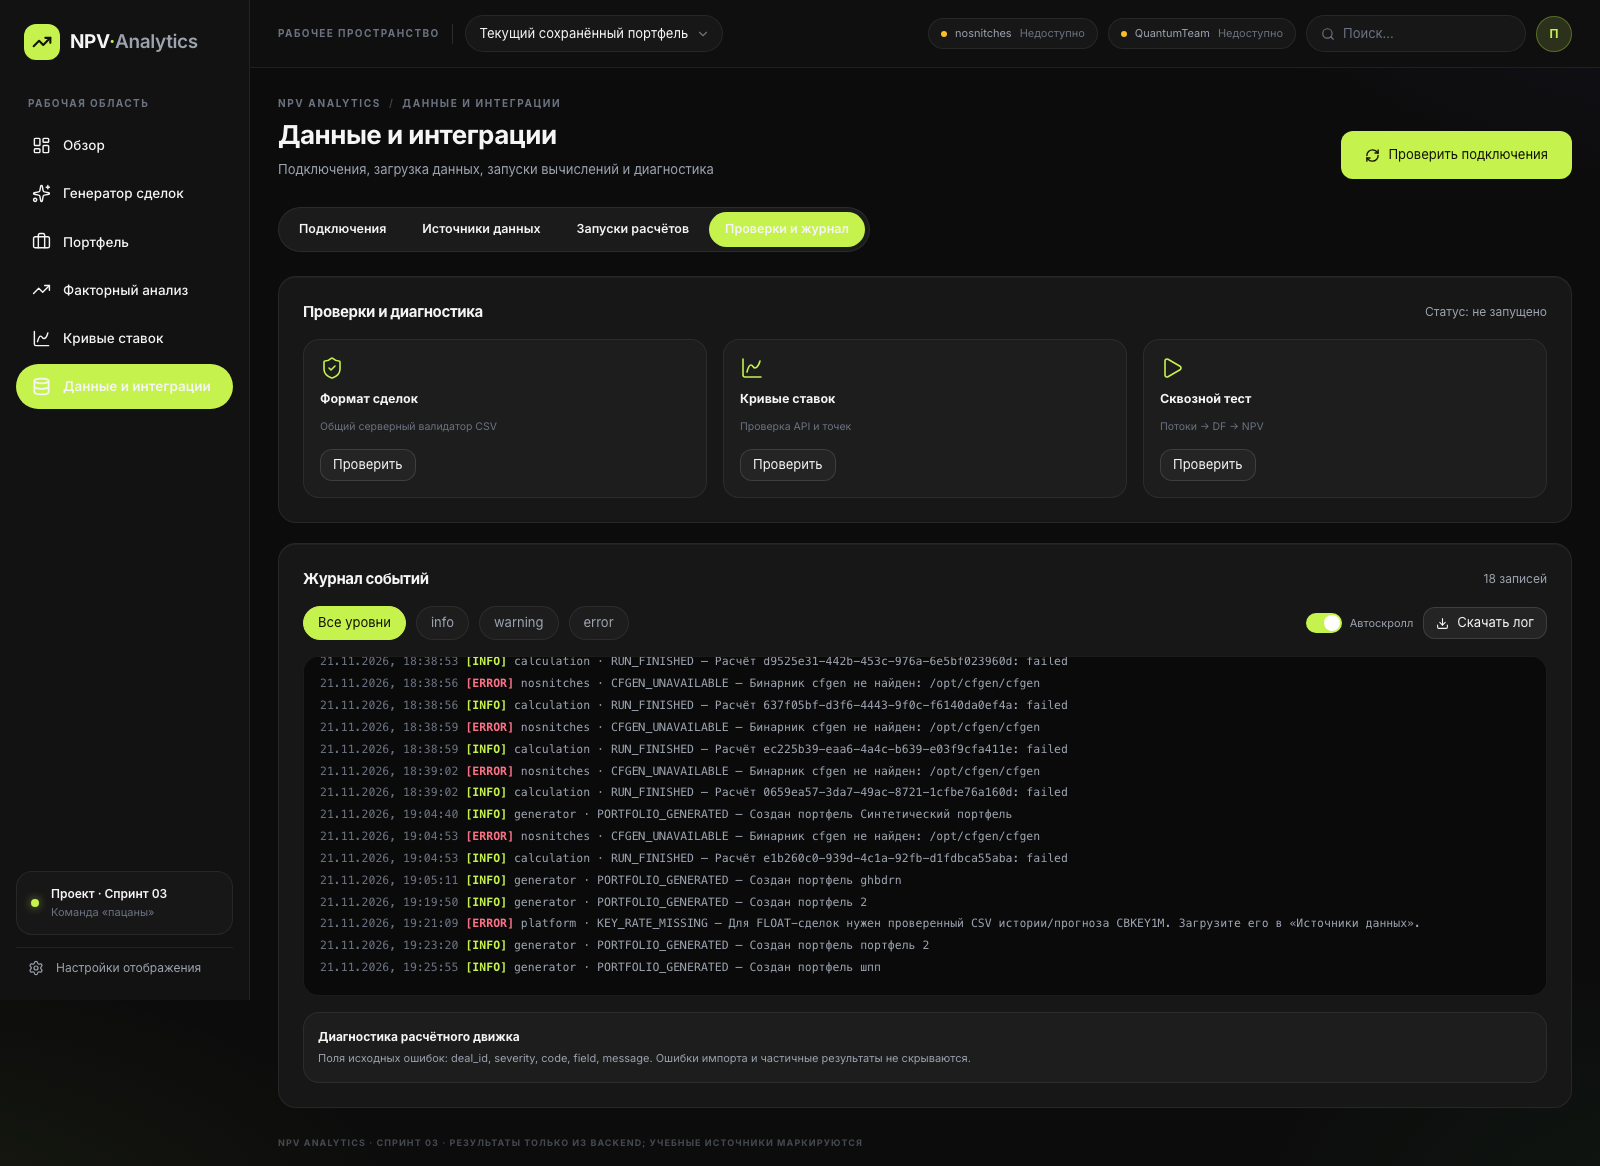 NPV·Analytics
РАБОЧАЯ ОБЛАСТЬ
Обзор
Генератор сделок
Портфель
Факторный анализ
Кривые ставок
Данные и интеграции
Проект · Спринт 03
Команда «пацаны»
Настройки отображения
РАБОЧЕЕ ПРОСТРАНСТВО
Текущий сохранённый портфель
nosnitches Недоступно
QuantumTeam Недоступно
Поиск...
П
NPV ANALYTICS / ДАННЫЕ И ИНТЕГРАЦИИ
Данные и интеграции
Подключения, загрузка данных, запуски вычислений и диагностика
Проверить подключения
Подключения
Источники данных
Запуски расчётов
Проверки и журнал
Проверки и диагностика
Статус: не запущено
Формат сделок
Общий серверный валидатор CSV
Проверить
Кривые ставок
Проверка API и точек
Проверить
Сквозной тест
Потоки → DF → NPV
Проверить
Журнал событий
18 записей
Все уровни
info
warning
error
Автоскролл
Скачать лог
21.11.2026, 18:38:53 [INFO] calculation · RUN_FINISHED — Расчёт d9525e31-442b-453c-976a-6e5bf023960d: failed
21.11.2026, 18:38:56 [ERROR] nosnitches · CFGEN_UNAVAILABLE — Бинарник cfgen не найден: /opt/cfgen/cfgen
21.11.2026, 18:38:56 [INFO] calculation · RUN_FINISHED — Расчёт 637f05bf-d3f6-4443-9f0c-f6140da0ef4a: failed
21.11.2026, 18:38:59 [ERROR] nosnitches · CFGEN_UNAVAILABLE — Бинарник cfgen не найден: /opt/cfgen/cfgen
21.11.2026, 18:38:59 [INFO] calculation · RUN_FINISHED — Расчёт ec225b39-eaa6-4a4c-b639-e03f9cfa411e: failed
21.11.2026, 18:39:02 [ERROR] nosnitches · CFGEN_UNAVAILABLE — Бинарник cfgen не найден: /opt/cfgen/cfgen
21.11.2026, 18:39:02 [INFO] calculation · RUN_FINISHED — Расчёт 0659ea57-3da7-49ac-8721-1cfbe76a160d: failed
21.11.2026, 19:04:40 [INFO] generator · PORTFOLIO_GENERATED — Создан портфель Синтетический портфель
21.11.2026, 19:04:53 [ERROR] nosnitches · CFGEN_UNAVAILABLE — Бинарник cfgen не найден: /opt/cfgen/cfgen
21.11.2026, 19:04:53 [INFO] calculation · RUN_FINISHED — Расчёт e1b260c0-939d-4c1a-92fb-d1fdbca55aba: failed
21.11.2026, 19:05:11 [INFO] generator · PORTFOLIO_GENERATED — Создан портфель ghbdrn
21.11.2026, 19:19:50 [INFO] generator · PORTFOLIO_GENERATED — Создан портфель 2
21.11.2026, 19:21:09 [ERROR] platform · KEY_RATE_MISSING — Для FLOAT-сделок нужен проверенный CSV истории/прогноза CBKEY1M. Загрузите его в «Источники данных».
21.11.2026, 19:23:20 [INFO] generator · PORTFOLIO_GENERATED — Создан портфель портфель 2
21.11.2026, 19:25:55 [INFO] generator · PORTFOLIO_GENERATED — Создан портфель шпп
Диагностика расчётного движка
Поля исходных ошибок: deal_id, severity, code, field, message. Ошибки импорта и частичные результаты не скрываются.
NPV ANALYTICS · СПРИНТ 03 · РЕЗУЛЬТАТЫ ТОЛЬКО ИЗ BACKEND; УЧЕБНЫЕ ИСТОЧНИКИ МАРКИРУЮТСЯ